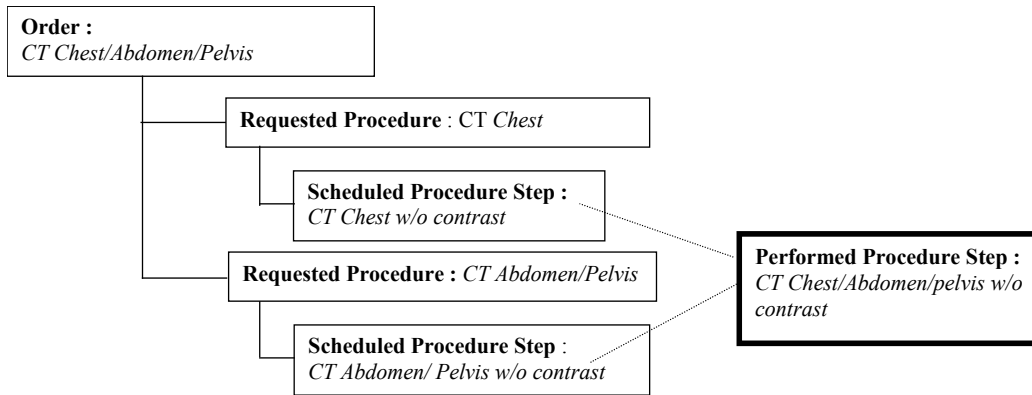 Order :
CT Chest/Abdomen/Pelvis
Requested Procedure : CT Chest
Scheduled Procedure Step :
CT Chest w/o contrast
Requested Procedure : CT Abdomen/Pelvis
Scheduled Procedure Step :
CT Abdomen/ Pelvis w/o contrast
Performed Procedure Step :
CT Chest/Abdomen/pelvis w/o
contrast